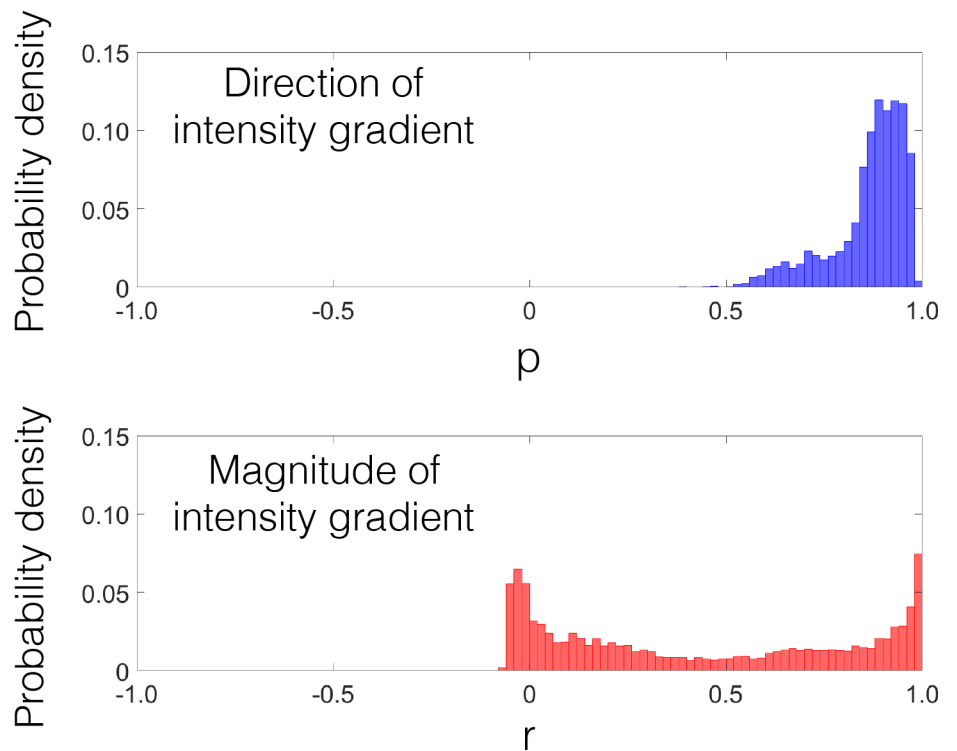 Probability density
0.15
0.10
0.05
0
Direction of
intensity gradient
-1.0
-0.5
0
0.5
1.0
p
Probability density
0.15
0.10
0.05
0
Magnitude of
intensity gradient
-1.0
-0.5
0
0.5
1.0
r